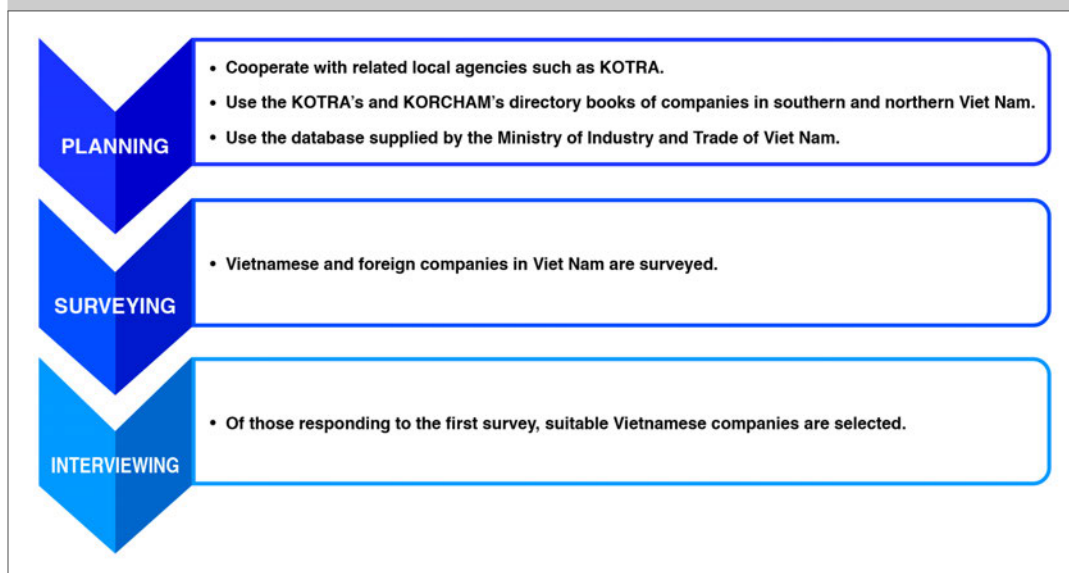 PLANNING
• Cooperate with related local agencies such as KOTRA.
• Use the KOTRA's and KORCHAM's directory books of companies in southern and northern Viet Nam.
• Use the database supplied by the Ministry of Industry and Trade of Viet Nam.
SURVEYING
• Vietnamese and foreign companies in Viet Nam are surveyed.
INTERVIEWING
• Of those responding to the first survey, suitable Vietnamese companies are selected.